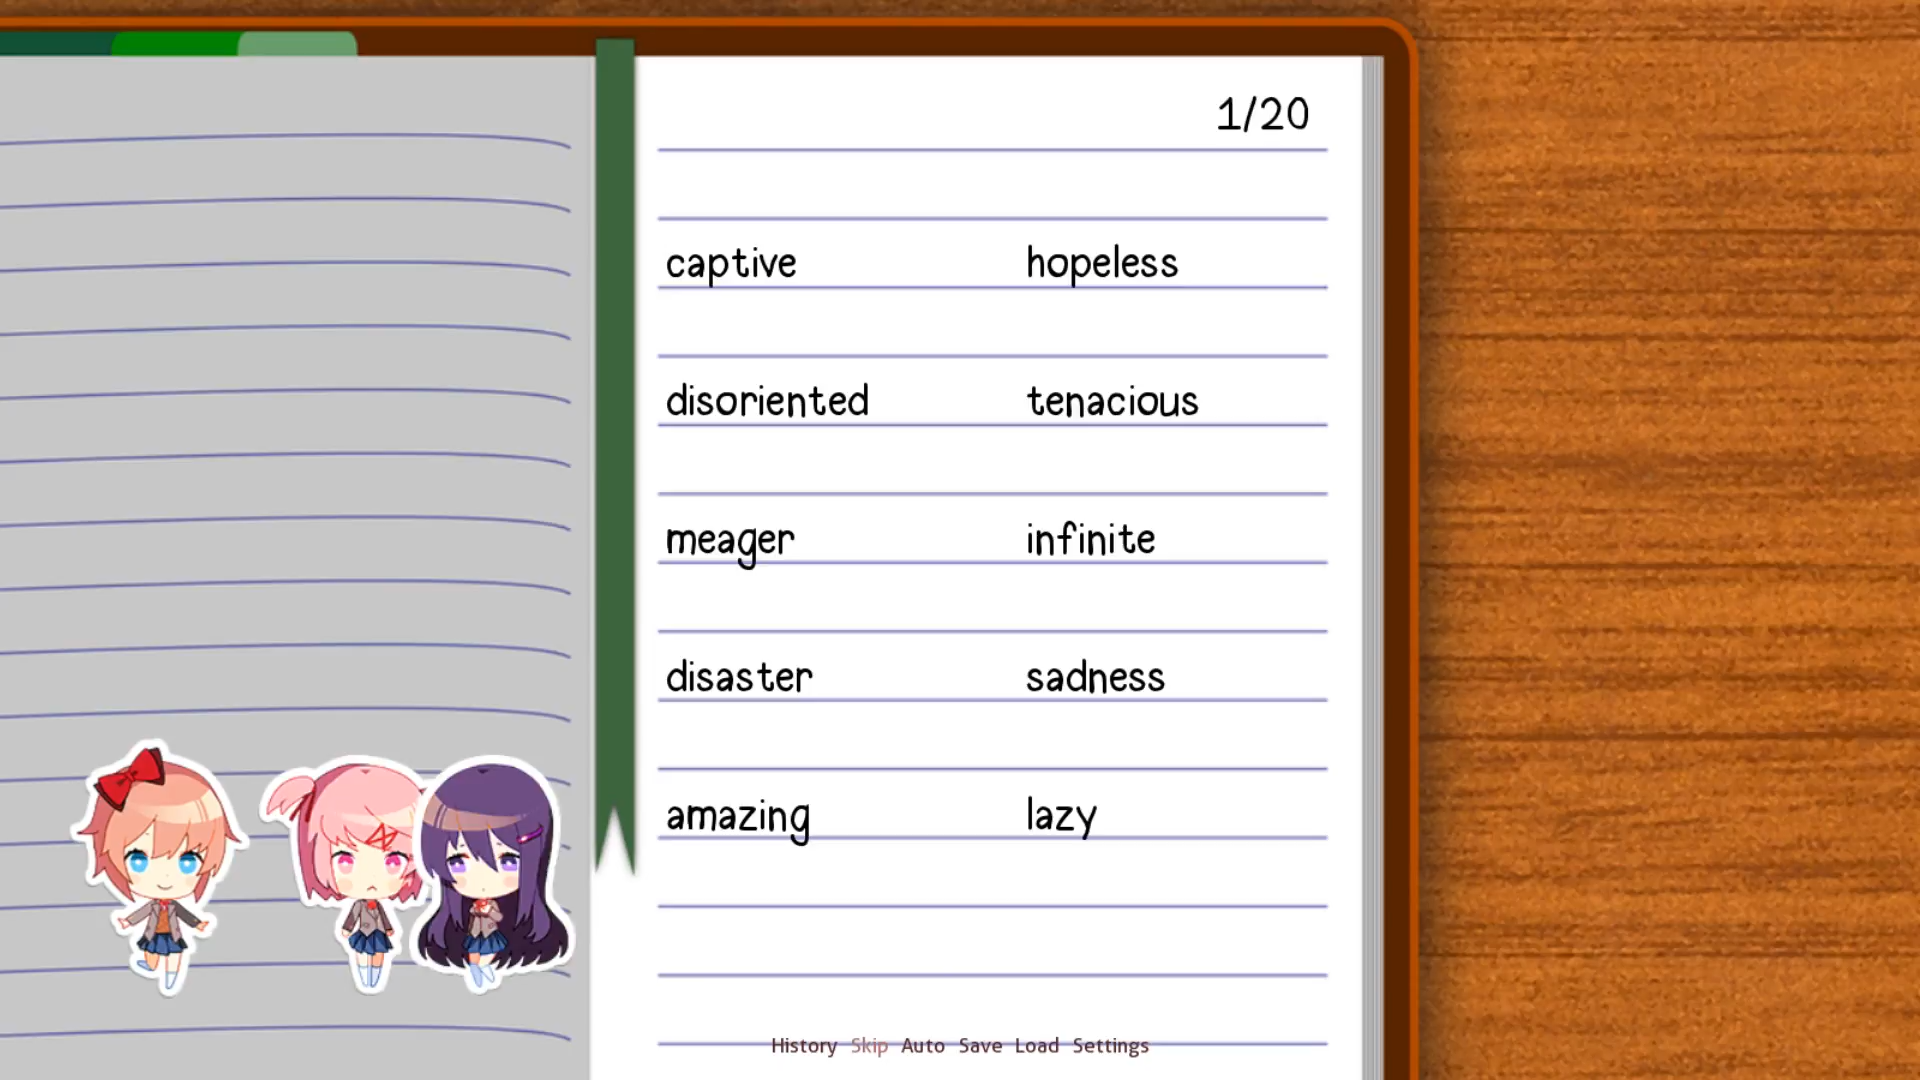 1/20
captive hopeless
disoriented tenacious
meager infinite
disaster sadness
amazing lazy
History Skip Auto Save Load Settings